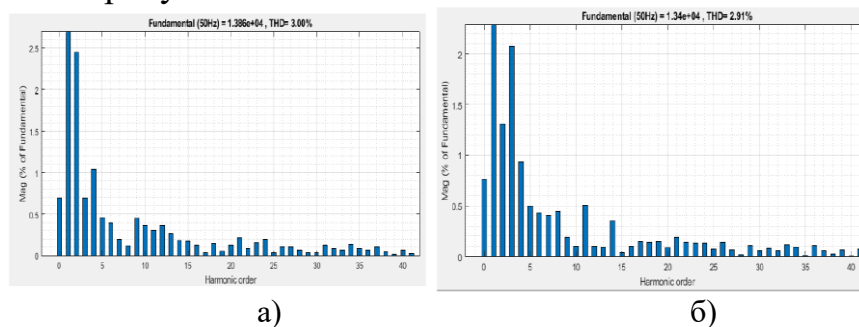 Fundamental (50Hz) = 1.386e+04 , THD= 3.00%
Mag (% of Fundamental)
2.5
2
1.5
1
0.5
0
0 5 10 15 20 25 30 35 40
Harmonic order
а)
Fundamental (50Hz) = 1.34e+04 , THD= 2.91%
Mag (% of Fundamental)
2
1.5
1
0.5
0
0 5 10 15 20 25 30 35 40
Harmonic order
б)